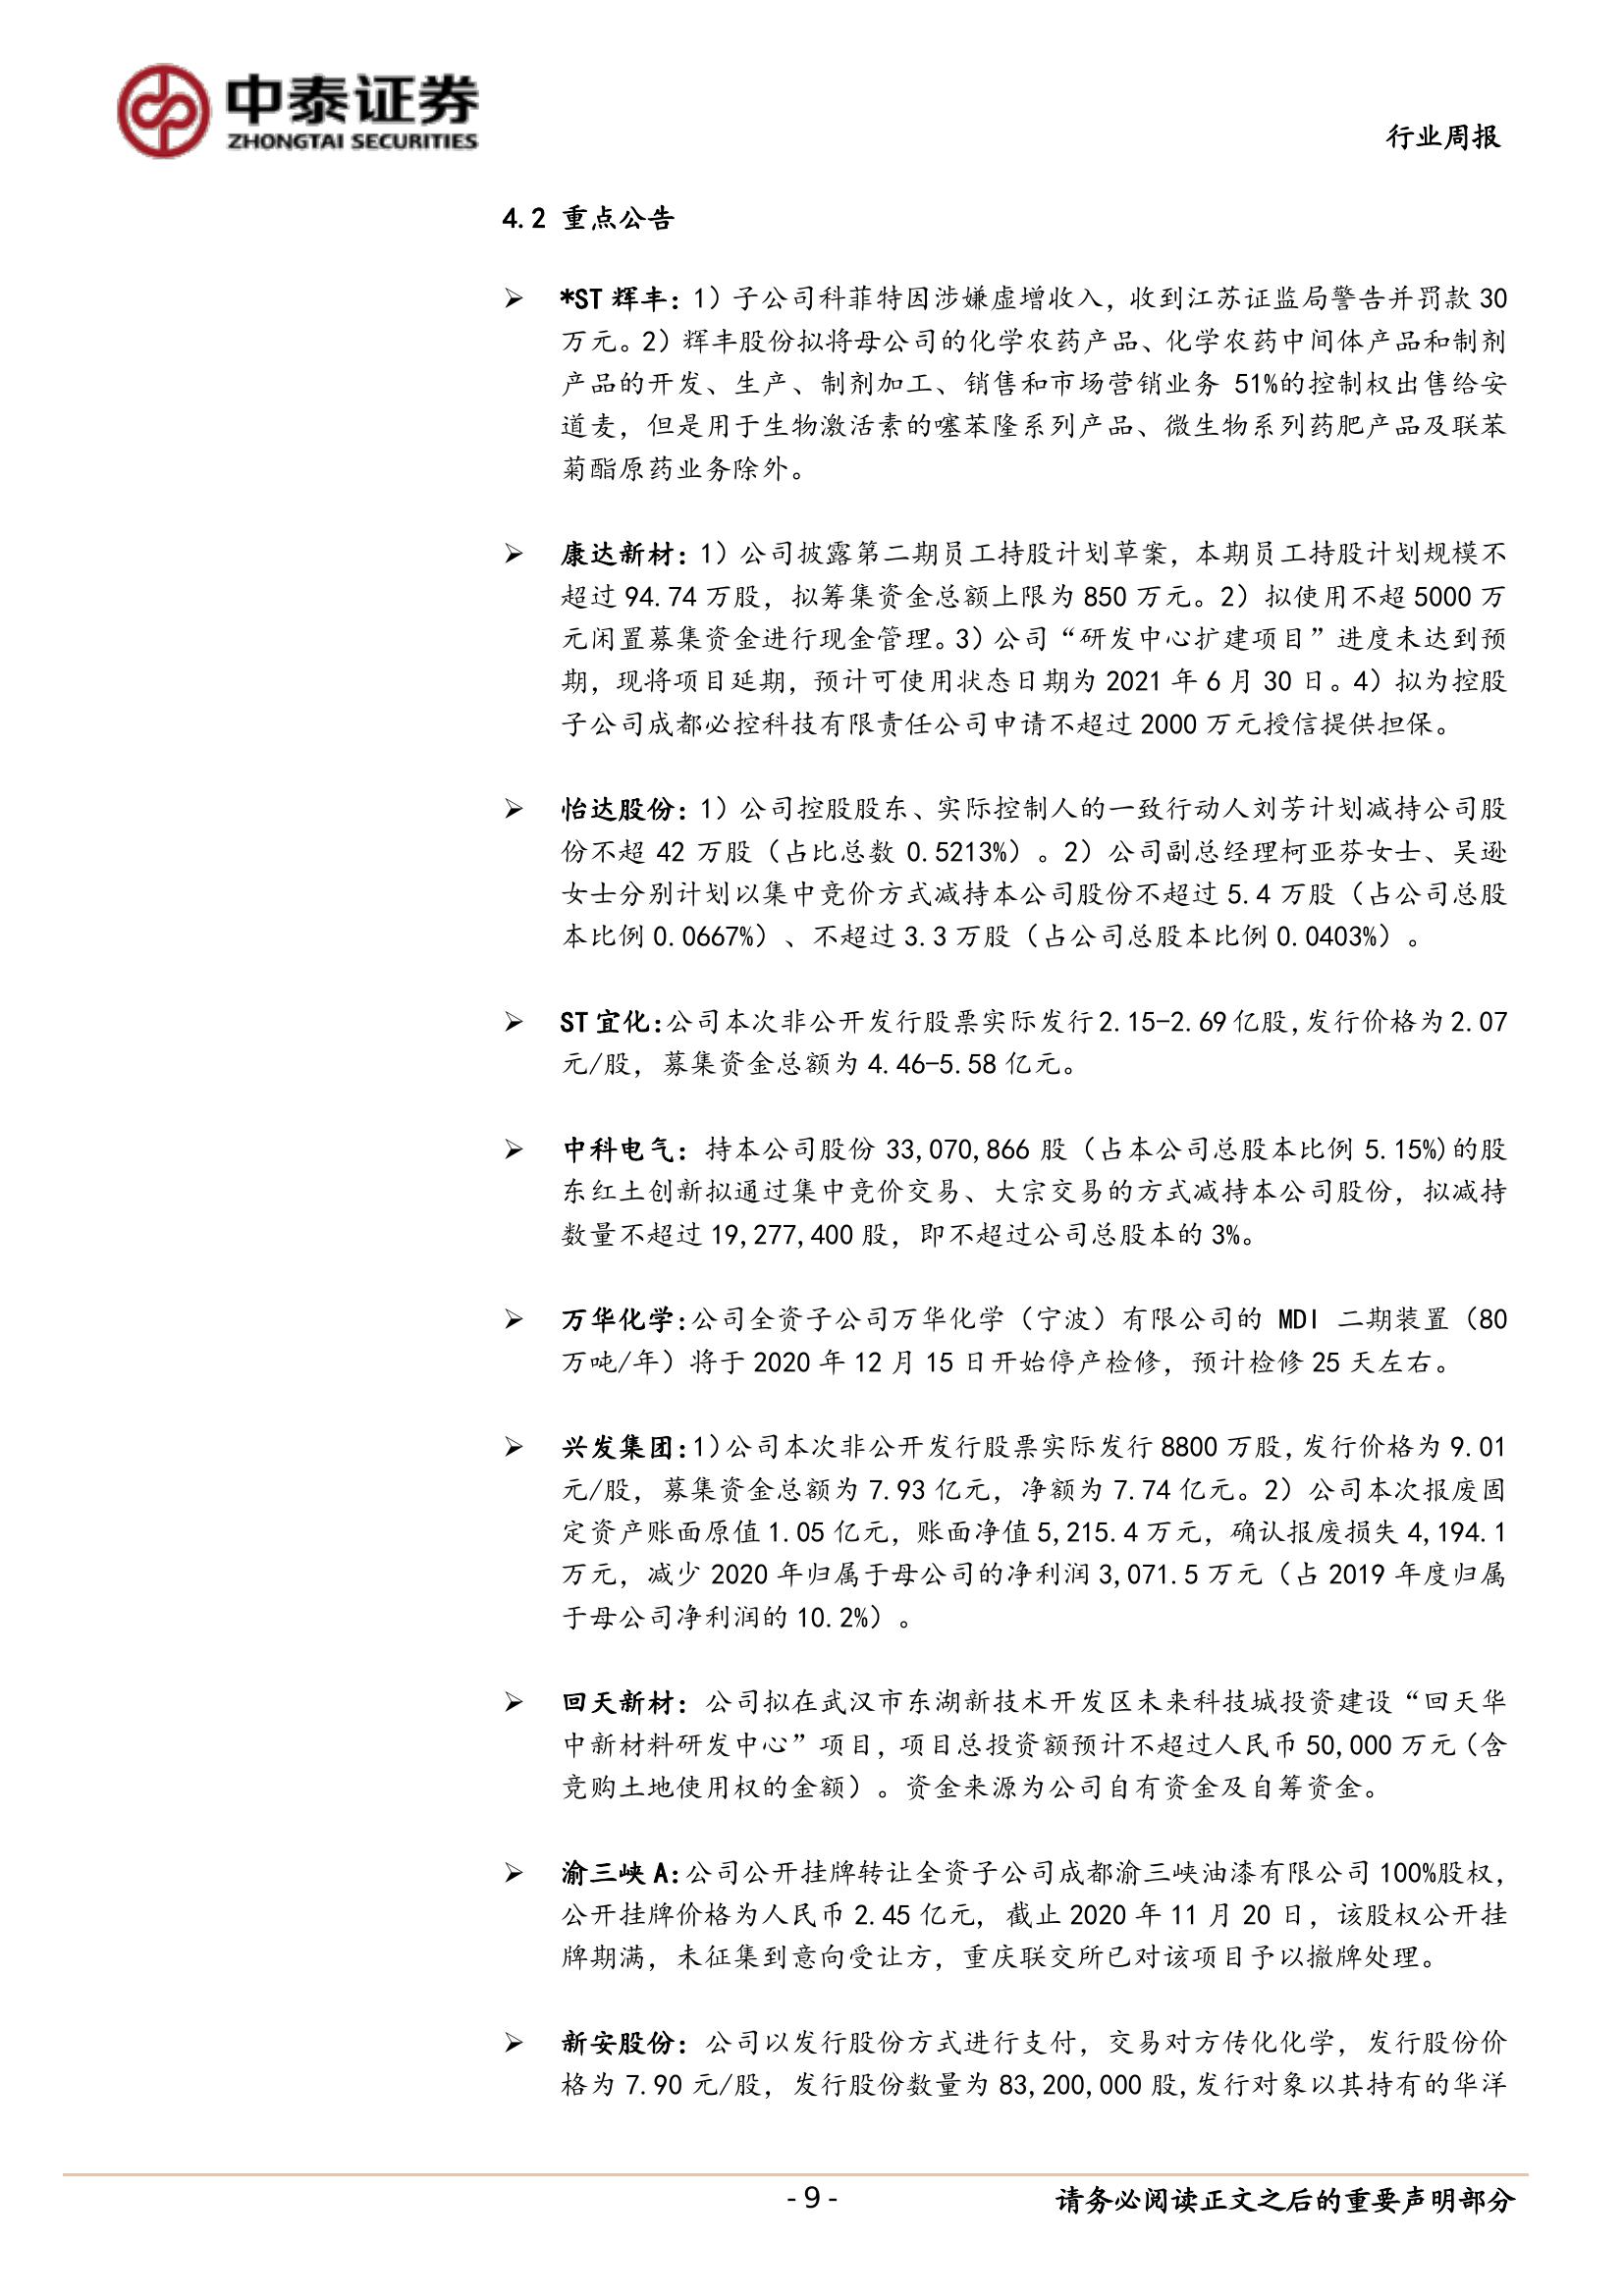 中泰证券
ZHONGTAI SECURITIES
行业周报
4.2 重点公告
➢ *ST 辉丰：1）子公司科菲特因涉嫌虚增收入，收到江苏证监局警告并罚款 30
万元。2）辉丰股份拟将母公司的化学农药产品、化学农药中间体产品和制剂
产品的开发、生产、制剂加工、销售和市场营销业务 51%的控制权出售给安
道麦，但是用于生物激活素的噻苯隆系列产品、微生物系列药肥产品及联苯
菊酯原药业务除外。
➢ 康达新材：1）公司披露第二期员工持股计划草案，本期员工持股计划规模不
超过 94.74 万股，拟筹集资金总额上限为 850 万元。2）拟使用不超 5000 万
元闲置募集资金进行现金管理。3）公司“研发中心扩建项目”进度未达到预
期，现将项目延期，预计可使用状态日期为 2021 年 6 月 30 日。4）拟为控股
子公司成都必控科技有限责任公司申请不超过 2000 万元授信提供担保。
➢ 怡达股份：1）公司控股股东、实际控制人的一致行动人刘芳计划减持公司股
份不超 42 万股（占比总数 0.5213%）。2）公司副总经理柯亚芬女士、吴逊
女士分别计划以集中竞价方式减持本公司股份不超过 5.4 万股（占公司总股
本比例 0.0667%）、不超过 3.3 万股（占公司总股本比例 0.0403%）。
➢ ST 宜化：公司本次非公开发行股票实际发行 2.15-2.69 亿股，发行价格为 2.07
元/股，募集资金总额为 4.46-5.58 亿元。
➢ 中科电气：持本公司股份 33,070,866 股（占本公司总股本比例 5.15%)的股
东红土创新拟通过集中竞价交易、大宗交易的方式减持本公司股份，拟减持
数量不超过 19,277,400 股，即不超过公司总股本的 3%。
➢ 万华化学：公司全资子公司万华化学（宁波）有限公司的 MDI 二期装置（80
万吨/年）将于 2020 年 12 月 15 日开始停产检修，预计检修 25 天左右。
➢ 兴发集团：1）公司本次非公开发行股票实际发行 8800 万股，发行价格为 9.01
元/股，募集资金总额为 7.93 亿元，净额为 7.74 亿元。2）公司本次报废固
定资产账面原值 1.05 亿元，账面净值 5,215.4 万元，确认报废损失 4,194.1
万元，减少 2020 年归属于母公司的净利润 3,071.5 万元（占 2019 年度归属
于母公司净利润的 10.2%）。
➢ 回天新材：公司拟在武汉市东湖新技术开发区未来科技城投资建设“回天华
中新材料研发中心”项目，项目总投资额预计不超过人民币 50,000 万元（含
竞购土地使用权的金额）。资金来源为公司自有资金及自筹资金。
➢ 渝三峡 A：公司公开挂牌转让全资子公司成都渝三峡油漆有限公司 100%股权，
公开挂牌价格为人民币 2.45 亿元，截止 2020 年 11 月 20 日，该股权公开挂
牌期满，未征集到意向受让方，重庆联交所已对该项目予以撤牌处理。
➢ 新安股份：公司以发行股份方式进行支付，交易对方传化化学，发行股份价
格为 7.90 元/股，发行股份数量为 83,200,000 股，发行对象以其持有的华洋
- 9 -
请务必阅读正文之后的重要声明部分